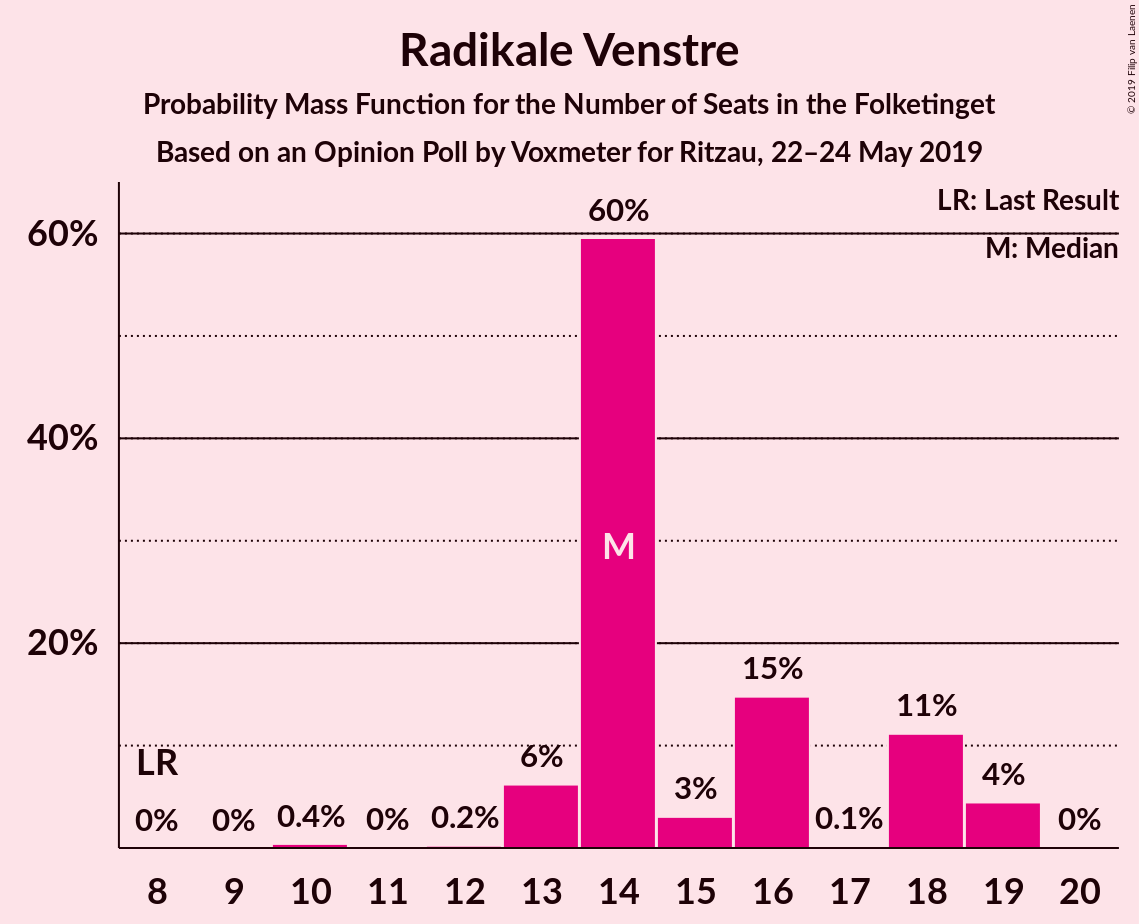 Radikale Venstre
Probability Mass Function for the Number of Seats in the Folketinget
Based on an Opinion Poll by Voxmeter for Ritzau, 22–24 May 2019
© 2019 Filip van Laenen
LR: Last Result
M: Median
60%
40%
20%
LR
0%
0%
0.4%
0%
0.2%
6%
60%
M
3%
15%
0.1%
11%
4%
0%
8 9 10 11 12 13 14 15 16 17 18 19 20